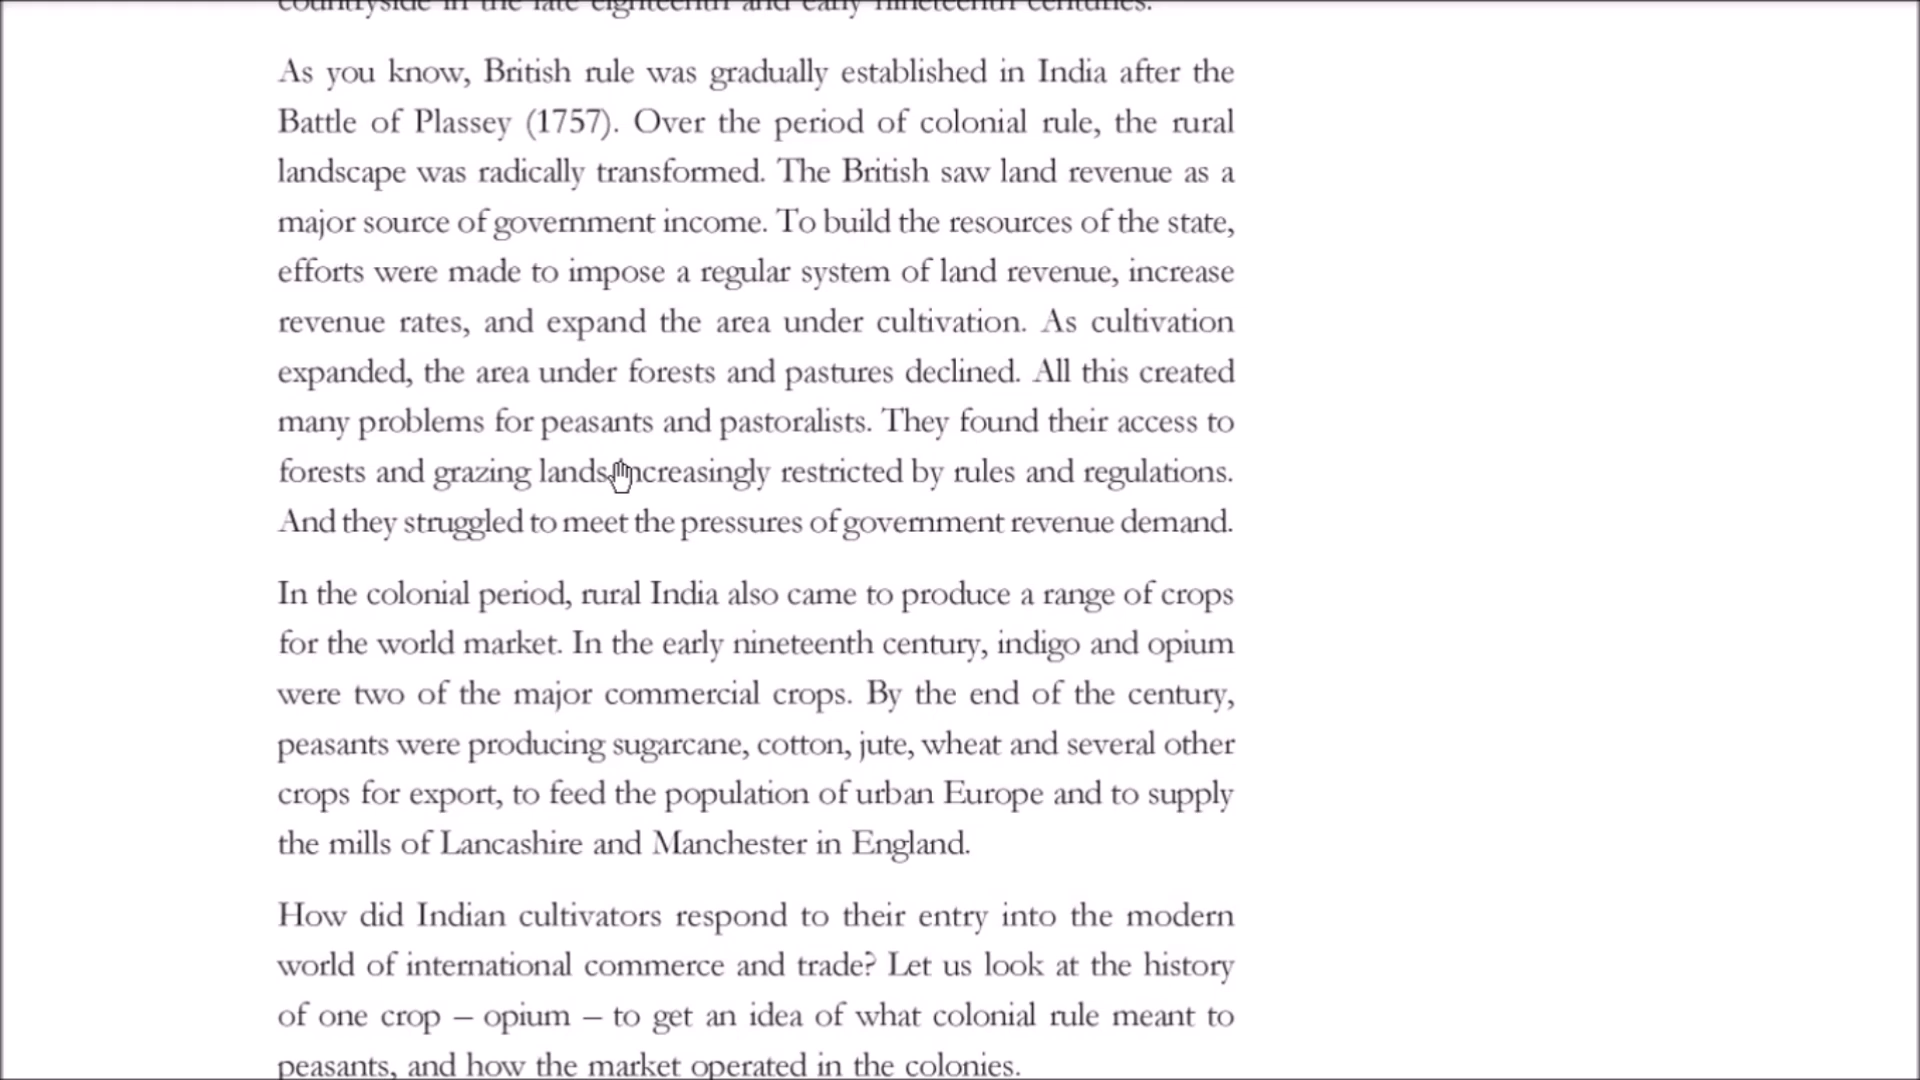 countryside in the late eighteenth and early nineteenth centuries.
As you know, British rule was gradually established in India after the
Battle of Plassey (1757). Over the period of colonial rule, the rural
landscape was radically transformed. The British saw land revenue as a
major source of government income. To build the resources of the state,
efforts were made to impose a regular system of land revenue, increase
revenue rates, and expand the area under cultivation. As cultivation
expanded, the area under forests and pastures declined. All this created
many problems for peasants and pastoralists. They found their access to
forests and grazing lands increasingly restricted by rules and regulations.
And they struggled to meet the pressures of government revenue demand.
In the colonial period, rural India also came to produce a range of crops
for the world market. In the early nineteenth century, indigo and opium
were two of the major commercial crops. By the end of the century,
peasants were producing sugarcane, cotton, jute, wheat and several other
crops for export, to feed the population of urban Europe and to supply
the mills of Lancashire and Manchester in England.
How did Indian cultivators respond to their entry into the modern
world of international commerce and trade? Let us look at the history
of one crop – opium – to get an idea of what colonial rule meant to
peasants, and how the market operated in the colonies.